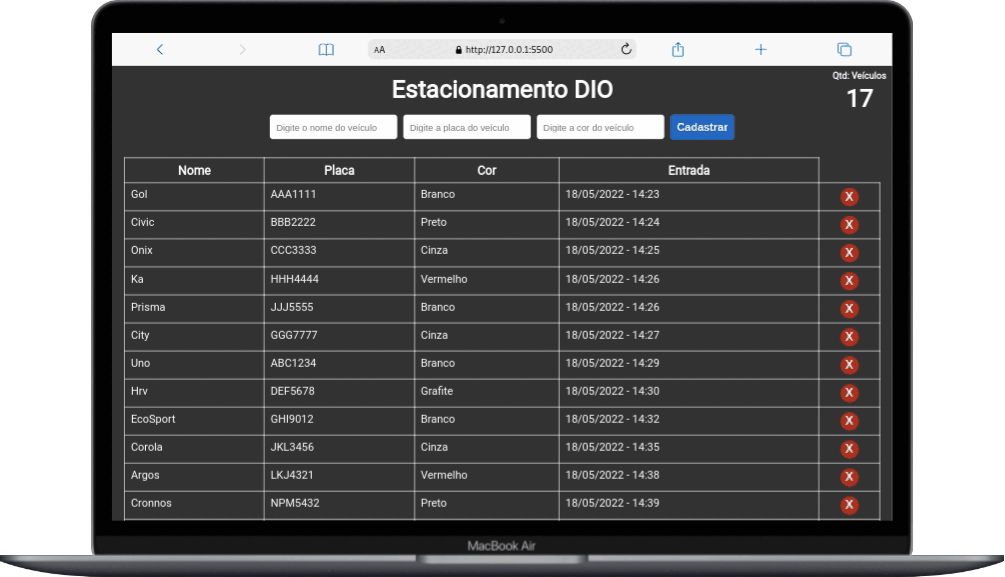 AA http://127.0.0.1:5500
Qtd: Veículos
17
Estacionamento DIO
Digite o nome do veículo Digite a placa do veículo Digite a cor do veículo Cadastrar
Nome Placa Cor Entrada
Gol AAA1111 Branco 18/05/2022 - 14:23 X
Civic BBB2222 Preto 18/05/2022 - 14:24 X
Onix CCC3333 Cinza 18/05/2022 - 14:25 X
Ka HHH4444 Vermelho 18/05/2022 - 14:26 X
Prisma JJJ5555 Branco 18/05/2022 - 14:26 X
City GGG7777 Cinza 18/05/2022 - 14:27 X
Uno ABC1234 Branco 18/05/2022 - 14:29 X
Hrv DEF5678 Grafite 18/05/2022 - 14:30 X
EcoSport GHI9012 Branco 18/05/2022 - 14:32 X
Corola JKL3456 Cinza 18/05/2022 - 14:35 X
Argos LKJ4321 Vermelho 18/05/2022 - 14:38 X
Cronnos NPM5432 Preto 18/05/2022 - 14:39 X
MacBook Air